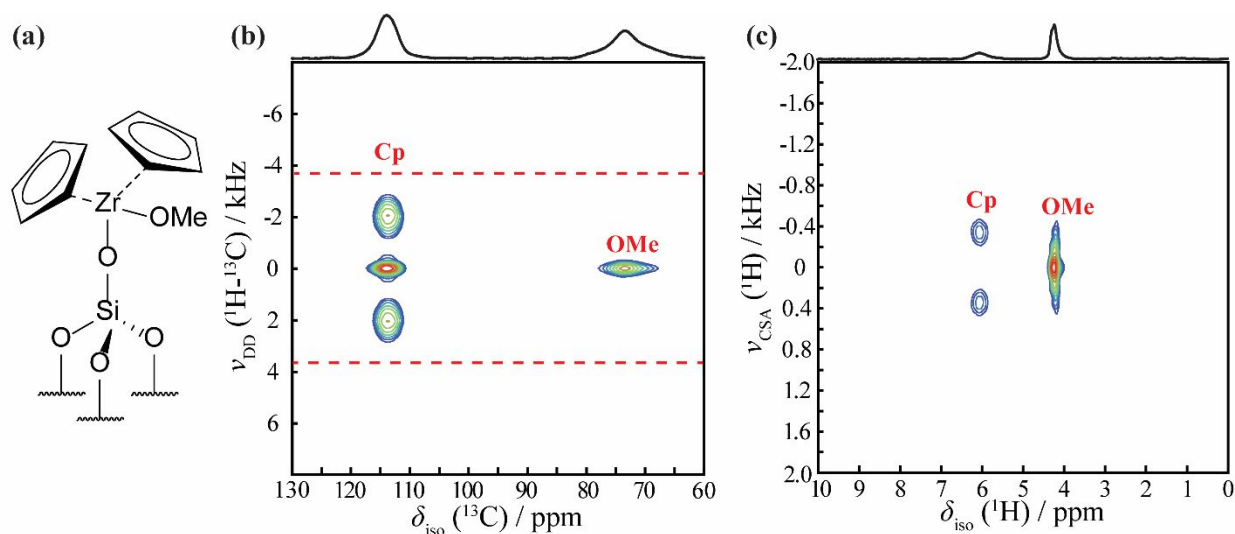 (a)
Zr
OMe
O
Si
O
O
O
(b)
Cp
OMe
-6
-4
-2
0
2
4
6
ν_DD (¹H-¹³C) / kHz
130 120 110 100 90 80 70 60
δ_iso (¹³C) / ppm
(c)
Cp
OMe
-2.0
-1.6
-1.2
-0.8
-0.4
0
0.4
0.8
1.2
1.6
2.0
ν_CSA (¹H) / kHz
10 9 8 7 6 5 4 3 2 1 0
δ_iso (¹H) / ppm